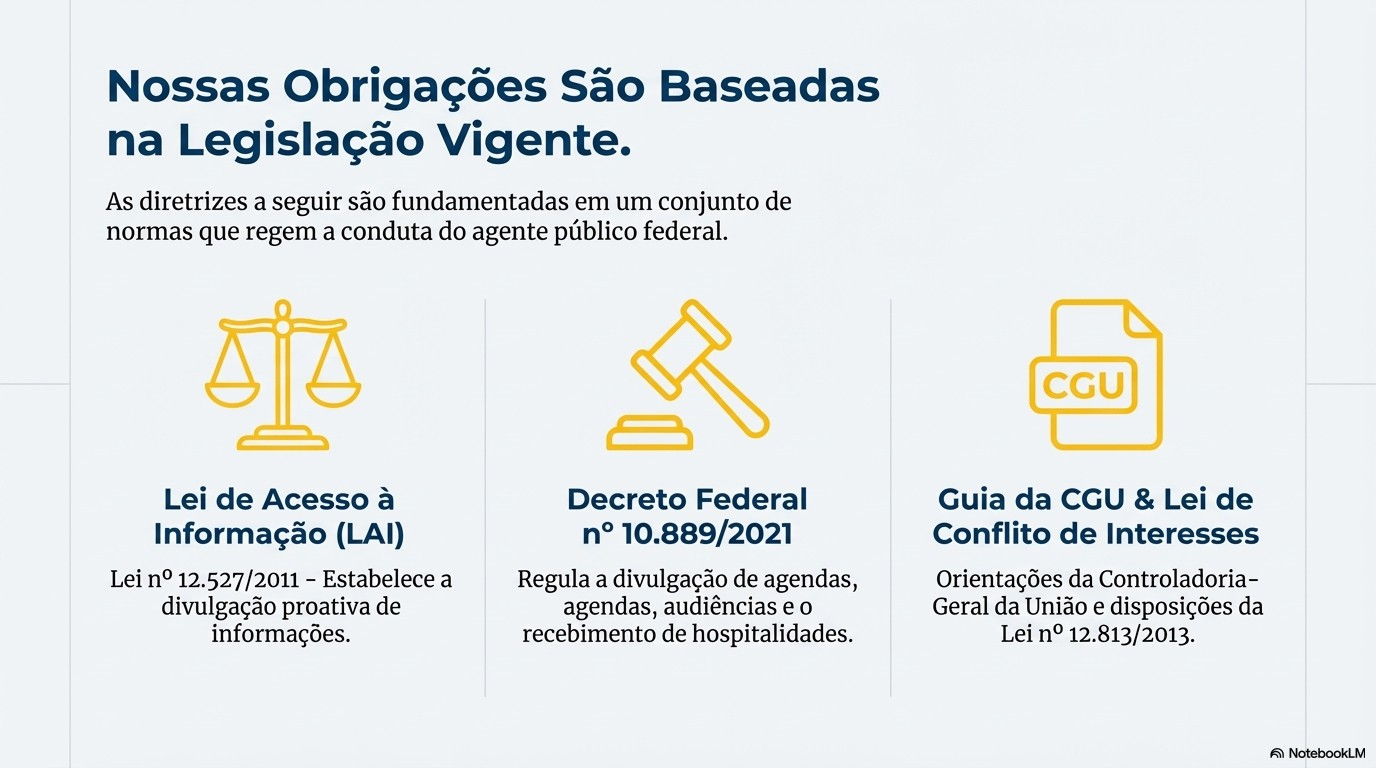 Nossas Obrigações São Baseadas
na Legislação Vigente.
As diretrizes a seguir são fundamentadas em um conjunto de
normas que regem a conduta do agente público federal.
Lei de Acesso à
Informação (LAI)
Lei nº 12.527/2011 – Estabelece a
divulgação proativa de
informações.
Decreto Federal
nº 10.889/2021
Regula a divulgação de agendas,
agendas, audiências e o
recebimento de hospitalidades.
CGU
Guia da CGU & Lei de
Conflito de Interesses
Orientações da Controladoria-
Geral da União e disposições da
Lei nº 12.813/2013.
NotebookLM